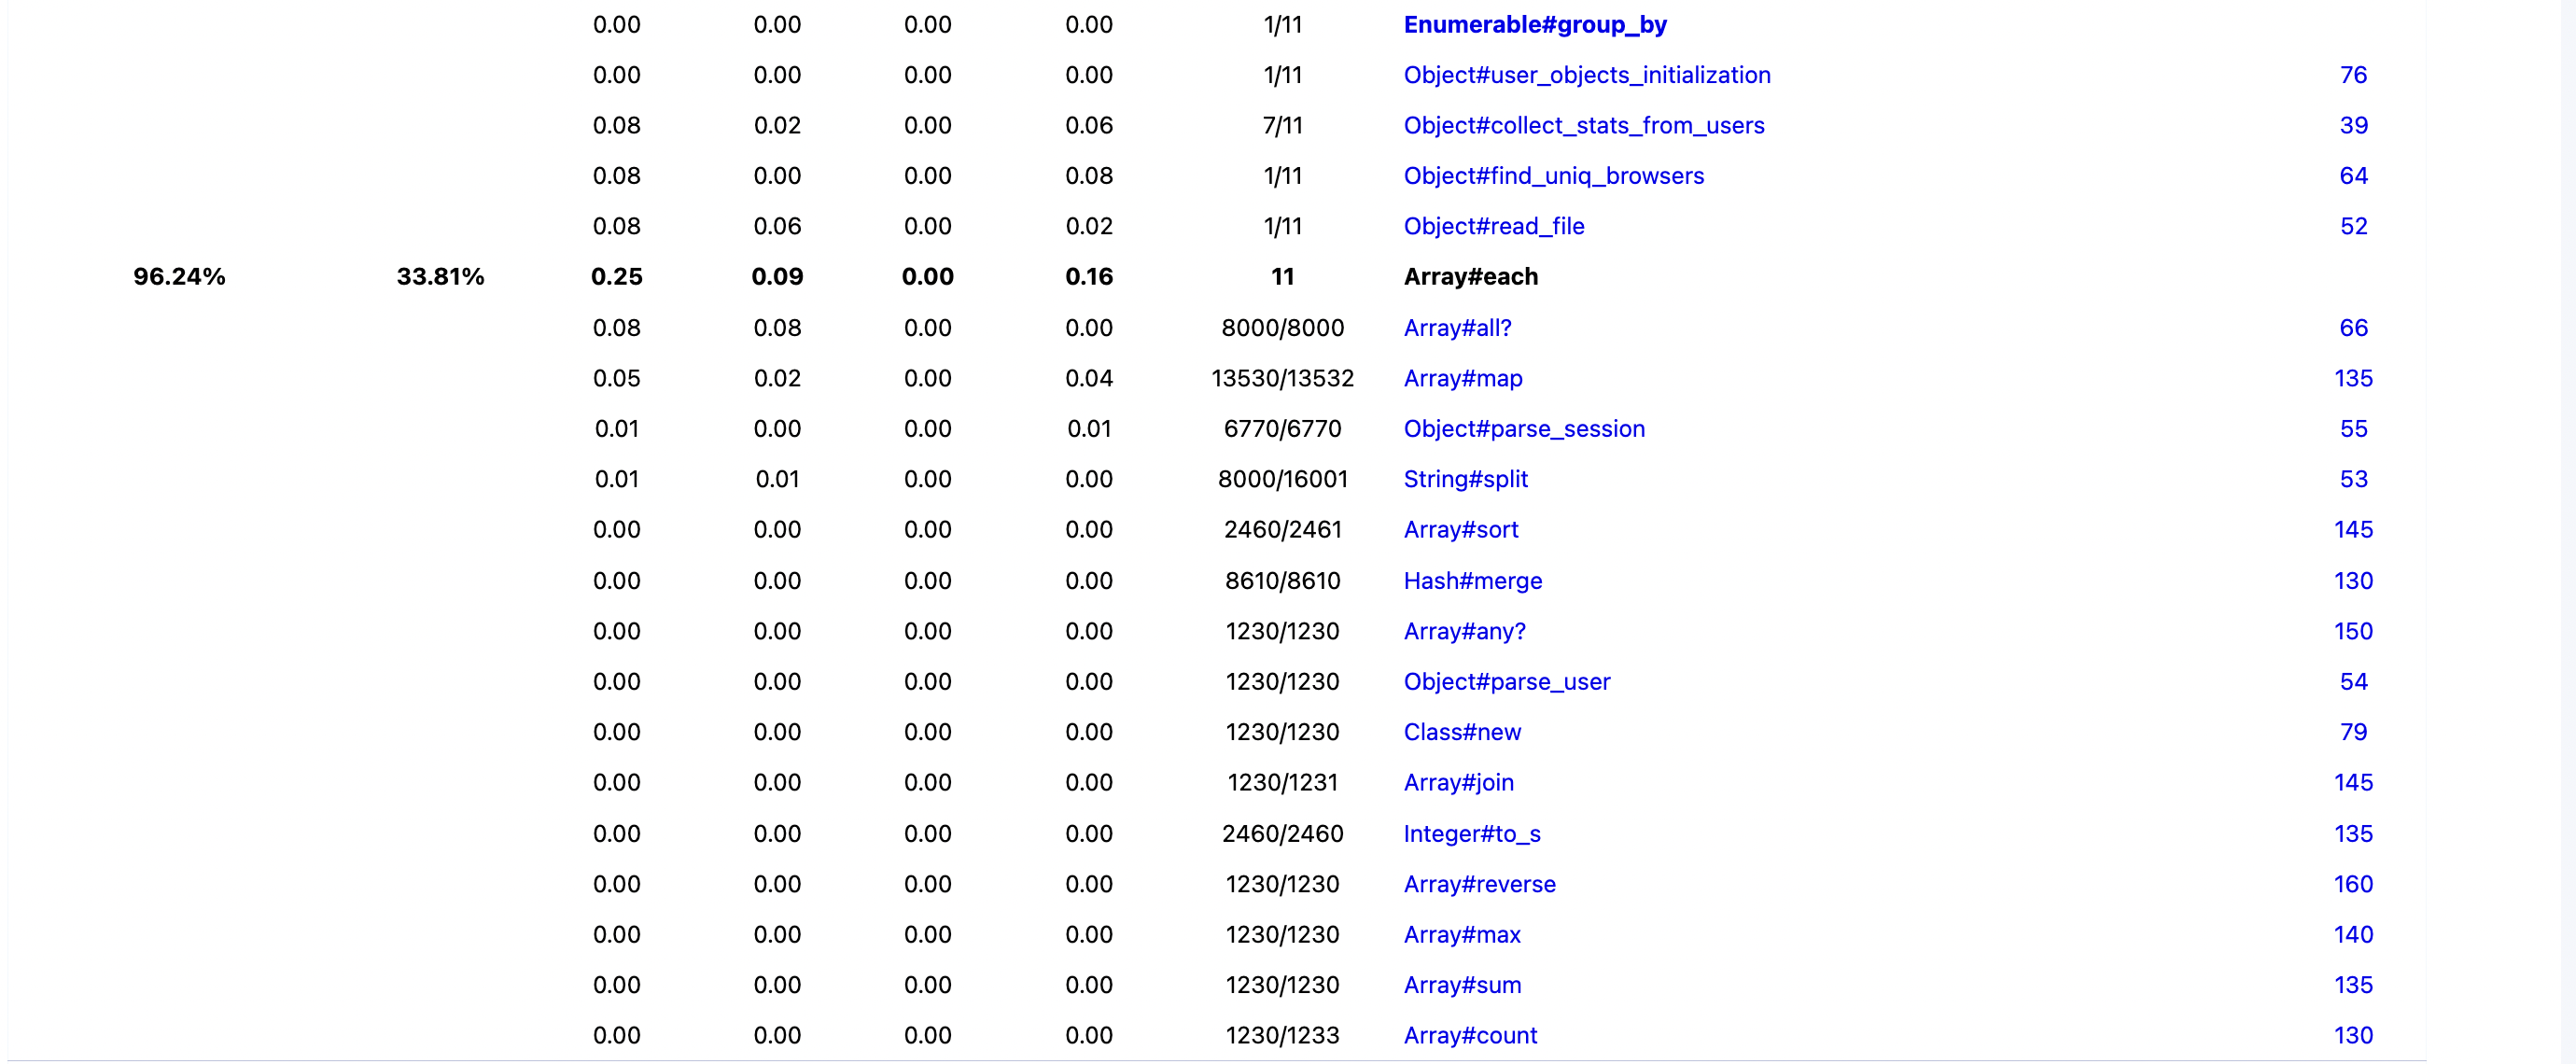 0.00 0.00 0.00 0.00 1/11 Enumerable#group_by
0.00 0.00 0.00 0.00 1/11 Object#user_objects_initialization 76
0.08 0.02 0.00 0.06 7/11 Object#collect_stats_from_users 39
0.08 0.00 0.00 0.08 1/11 Object#find_uniq_browsers 64
0.08 0.06 0.00 0.02 1/11 Object#read_file 52
96.24% 33.81% 0.25 0.09 0.00 0.16 11 Array#each
0.08 0.08 0.00 0.00 8000/8000 Array#all? 66
0.05 0.02 0.00 0.04 13530/13532 Array#map 135
0.01 0.00 0.00 0.01 6770/6770 Object#parse_session 55
0.01 0.01 0.00 0.00 8000/16001 String#split 53
0.00 0.00 0.00 0.00 2460/2461 Array#sort 145
0.00 0.00 0.00 0.00 8610/8610 Hash#merge 130
0.00 0.00 0.00 0.00 1230/1230 Array#any? 150
0.00 0.00 0.00 0.00 1230/1230 Object#parse_user 54
0.00 0.00 0.00 0.00 1230/1230 Class#new 79
0.00 0.00 0.00 0.00 1230/1231 Array#join 145
0.00 0.00 0.00 0.00 2460/2460 Integer#to_s 135
0.00 0.00 0.00 0.00 1230/1230 Array#reverse 160
0.00 0.00 0.00 0.00 1230/1230 Array#max 140
0.00 0.00 0.00 0.00 1230/1230 Array#sum 135
0.00 0.00 0.00 0.00 1230/1233 Array#count 130